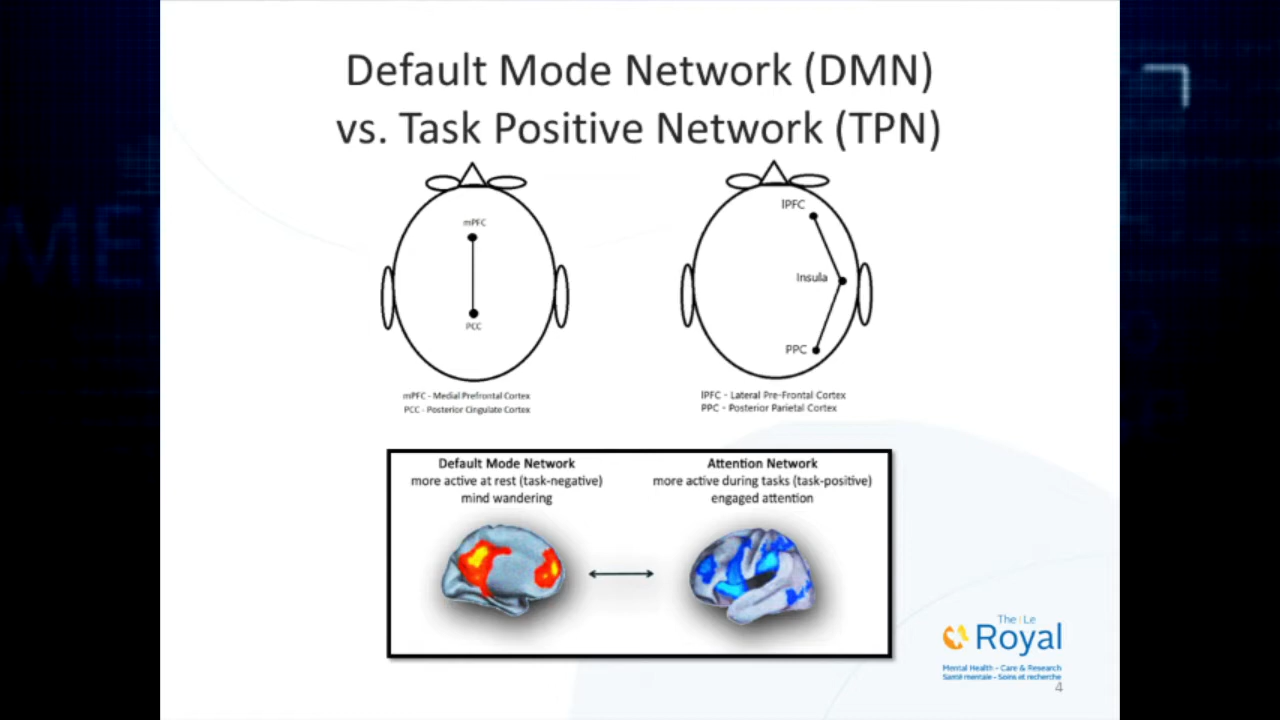 Default Mode Network (DMN)
vs. Task Positive Network (TPN)
mPFC
PCC
mPFC - Medial Prefrontal Cortex
PCC - Posterior Cingulate Cortex
lPFC
Insula
PPC
lPFC - Lateral Pre-Frontal Cortex
PPC - Posterior Parietal Cortex
Default Mode Network
more active at rest (task-negative)
mind wandering
Attention Network
more active during tasks (task-positive)
engaged attention
The | Le
Royal
Mental Health - Care & Research
Santé mentale - Soins et recherche
4